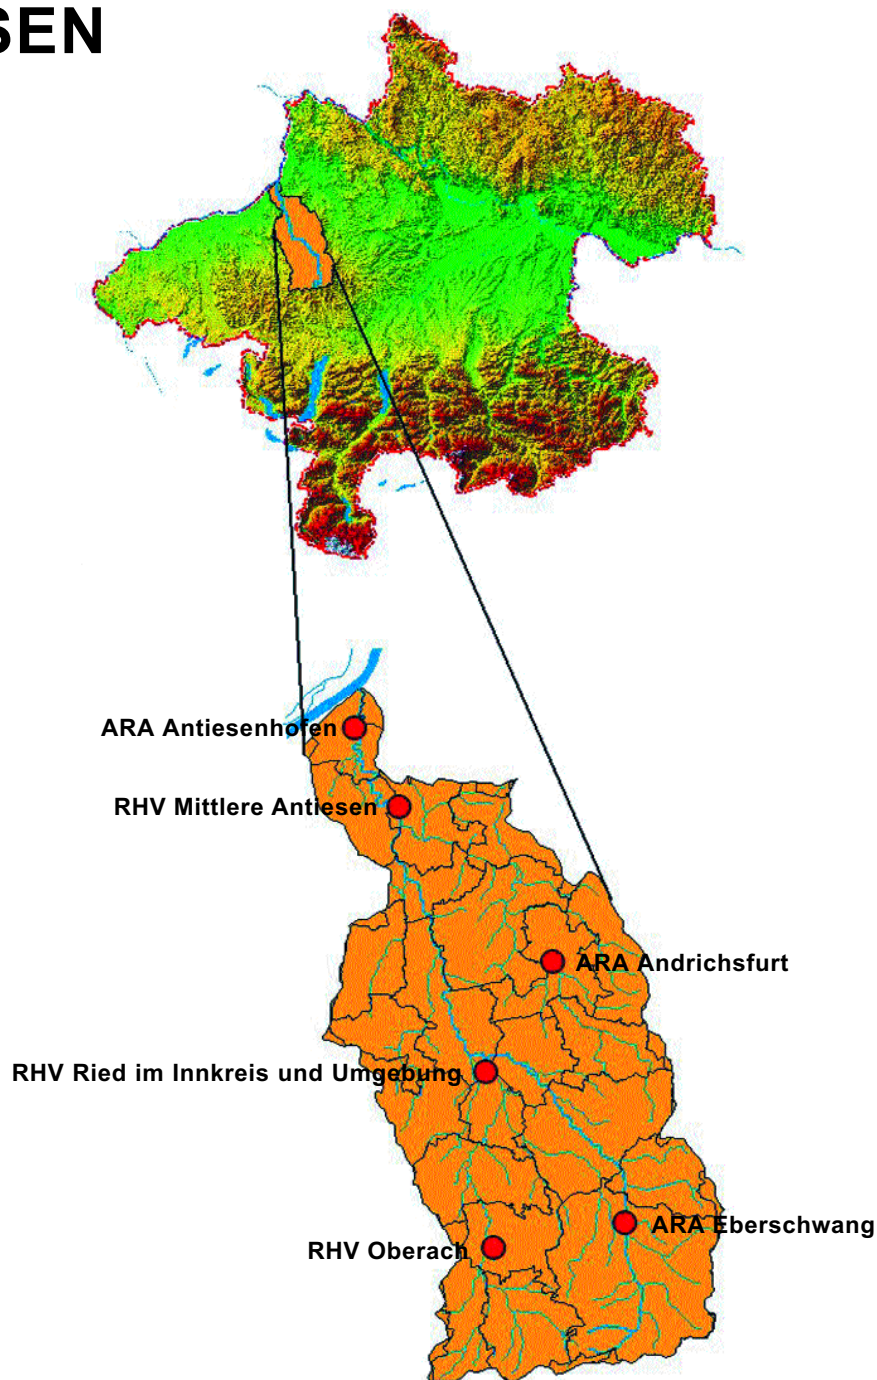 SEN
ARA Antiesenhofen
RHV Mittlere Antiesen
ARA Andrichsfurt
RHV Ried im Innkreis und Umgebung
ARA Eberschwang
RHV Oberach